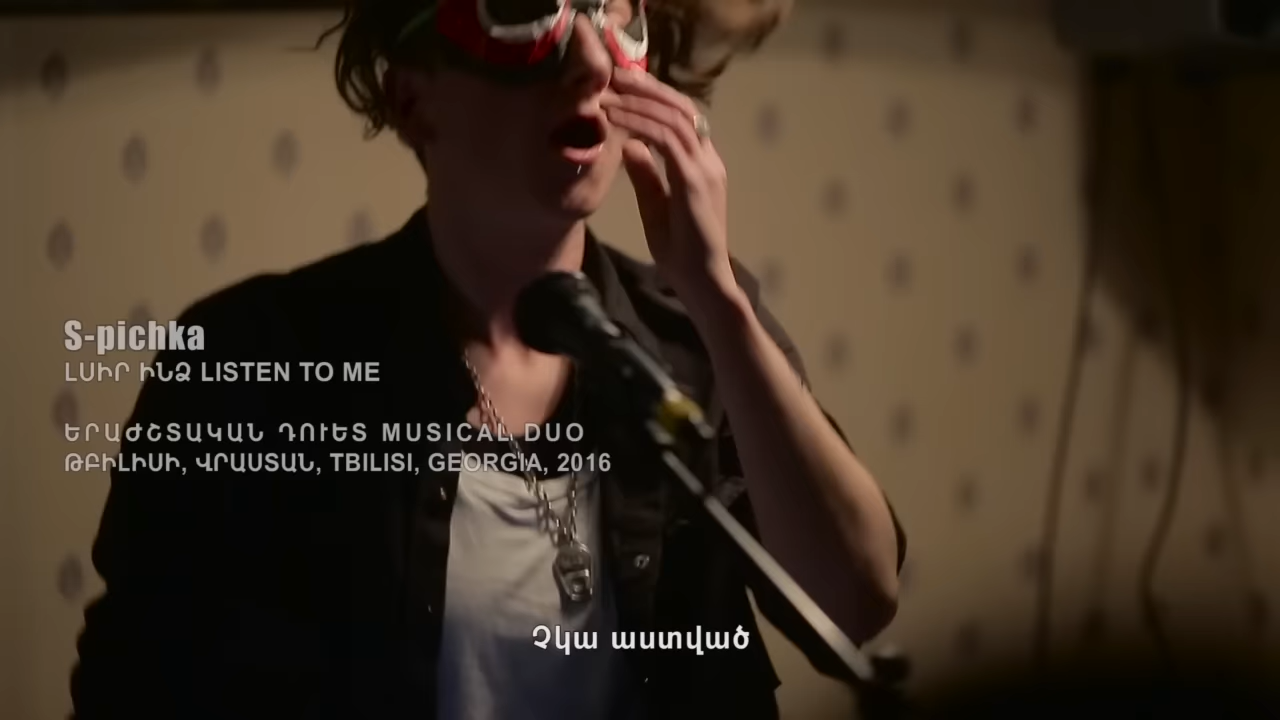 S-pichka
ԼՍԻՐ ԻՆՁ LISTEN TO ME
ԵՐԱԺՇՏԱԿԱՆ ԴՈՒԵՏ MUSICAL DUO
ԹԲԻԼԻՍԻ, ՎՐԱՍՏԱՆ, TBILISI, GEORGIA, 2016
Չկա աստված